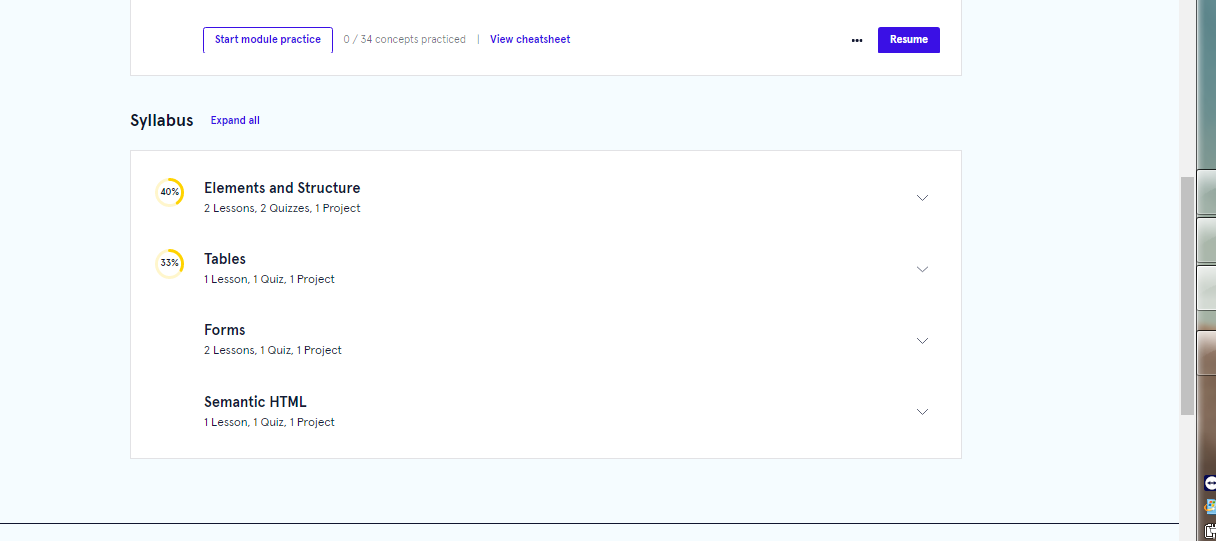 Start module practice 0 / 34 concepts practiced | View cheatsheet ••• Resume
Syllabus Expand all
40% Elements and Structure
2 Lessons, 2 Quizzes, 1 Project
33% Tables
1 Lesson, 1 Quiz, 1 Project
Forms
2 Lessons, 1 Quiz, 1 Project
Semantic HTML
1 Lesson, 1 Quiz, 1 Project